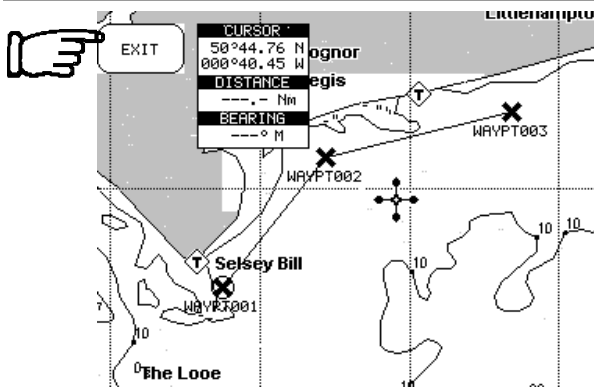 EXIT
CURSOR
50°44.76 N
000°40.45 W
DISTANCE
---.- Nm
BEARING
---° M
ognor
egis
T
WAYPT003
WAYPT002
T
Selsey Bill
WAYPT001
10
10
10
10
The Looe
10